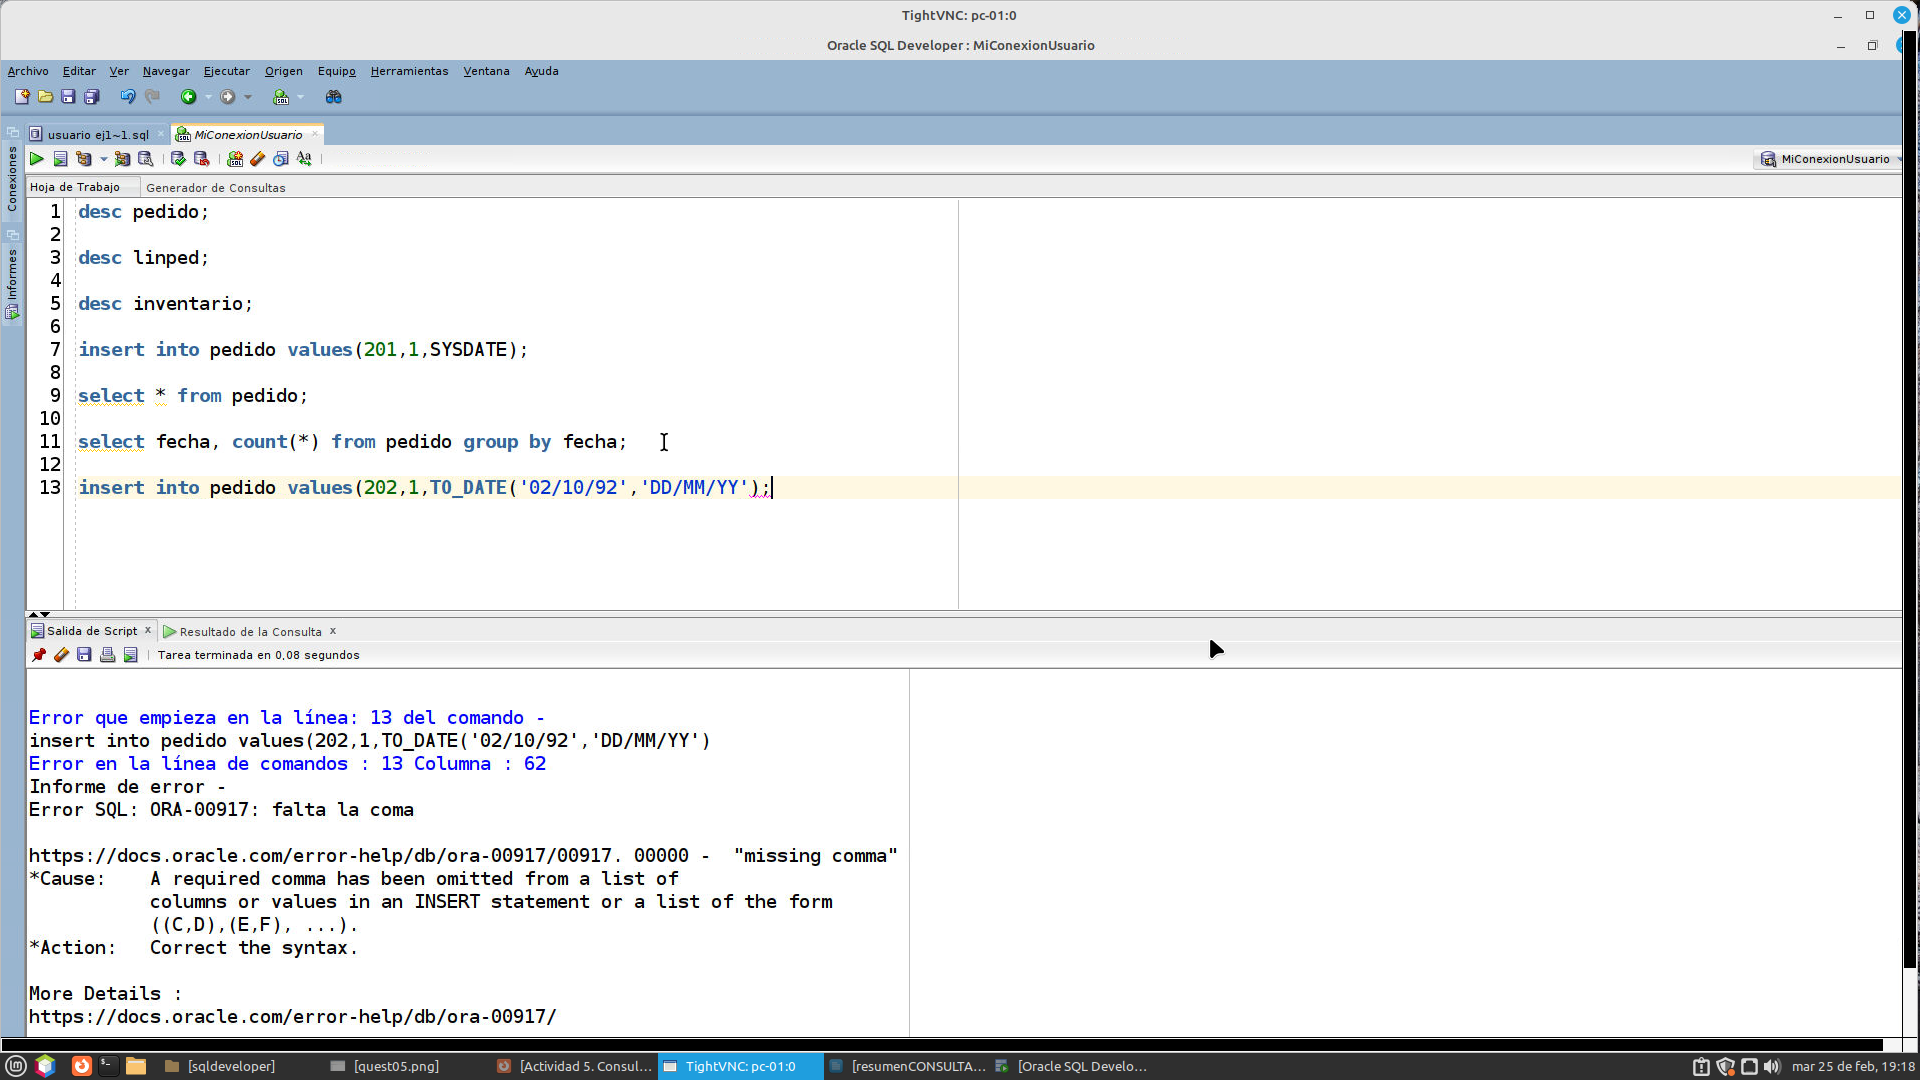 TightVNC: pc-01:0
Oracle SQL Developer : MiConexionUsuario
Archivo Editar Ver Navegar Ejecutar Origen Equipo Herramientas Ventana Ayuda
usuario ej1~1.sql x MiConexionUsuario x
MiConexionUsuario
Hoja de Trabajo Generador de Consultas
Conexiones
Informes
1 desc pedido;
2
3 desc linped;
4
5 desc inventario;
6
7 insert into pedido values(201,1,SYSDATE);
8
9 select * from pedido;
10
11 select fecha, count(*) from pedido group by fecha;
12
13 insert into pedido values(202,1,TO_DATE('02/10/92','DD/MM/YY');
Salida de Script x Resultado de la Consulta x
Tarea terminada en 0,08 segundos
Error que empieza en la línea: 13 del comando -
insert into pedido values(202,1,TO_DATE('02/10/92','DD/MM/YY')
Error en la línea de comandos : 13 Columna : 62
Informe de error -
Error SQL: ORA-00917: falta la coma
https://docs.oracle.com/error-help/db/ora-00917/00917. 00000 -  "missing comma"
*Cause:    A required comma has been omitted from a list of
columns or values in an INSERT statement or a list of the form
((C,D),(E,F), ...).
*Action:   Correct the syntax.
More Details :
https://docs.oracle.com/error-help/db/ora-00917/
[sqldeveloper] [quest05.png] [Actividad 5. Consul... TightVNC: pc-01:0 [resumenCONSULTA... [Oracle SQL Develo... mar 25 de feb, 19:18